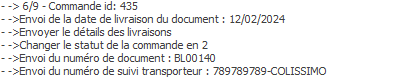 - --> 6/9 - Commande id: 435
- -->Envoi de la date de livraison du document : 12/02/2024
- -->Envoyer le détails des livraisons
- -->Changer le statut de la commande en 2
- -->Envoi du numéro de document : BL00140
- -->Envoi du numéro de suivi transporteur : 789789789-COLISSIMO